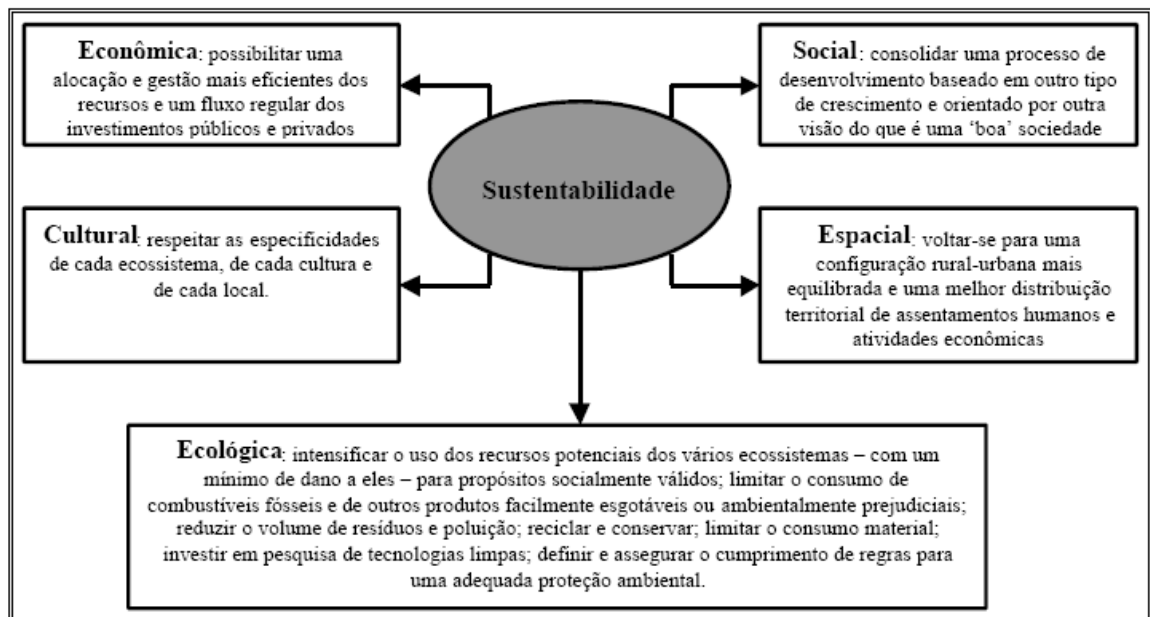 Econômica: possibilitar uma
alocação e gestão mais eficientes dos
recursos e um fluxo regular dos
investimentos públicos e privados
Social: consolidar uma processo de
desenvolvimento baseado em outro tipo
de crescimento e orientado por outra
visão do que é uma ‘boa’ sociedade
Sustentabilidade
Cultural: respeitar as especificidades
de cada ecossistema, de cada cultura e
de cada local.
Espacial: voltar-se para uma
configuração rural-urbana mais
equilibrada e uma melhor distribuição
territorial de assentamentos humanos e
atividades econômicas
Ecológica: intensificar o uso dos recursos potenciais dos vários ecossistemas – com um
mínimo de dano a eles – para propósitos socialmente válidos; limitar o consumo de
combustíveis fósseis e de outros produtos facilmente esgotáveis ou ambientalmente prejudiciais;
reduzir o volume de resíduos e poluição; reciclar e conservar; limitar o consumo material;
investir em pesquisa de tecnologias limpas; definir e assegurar o cumprimento de regras para
uma adequada proteção ambiental.